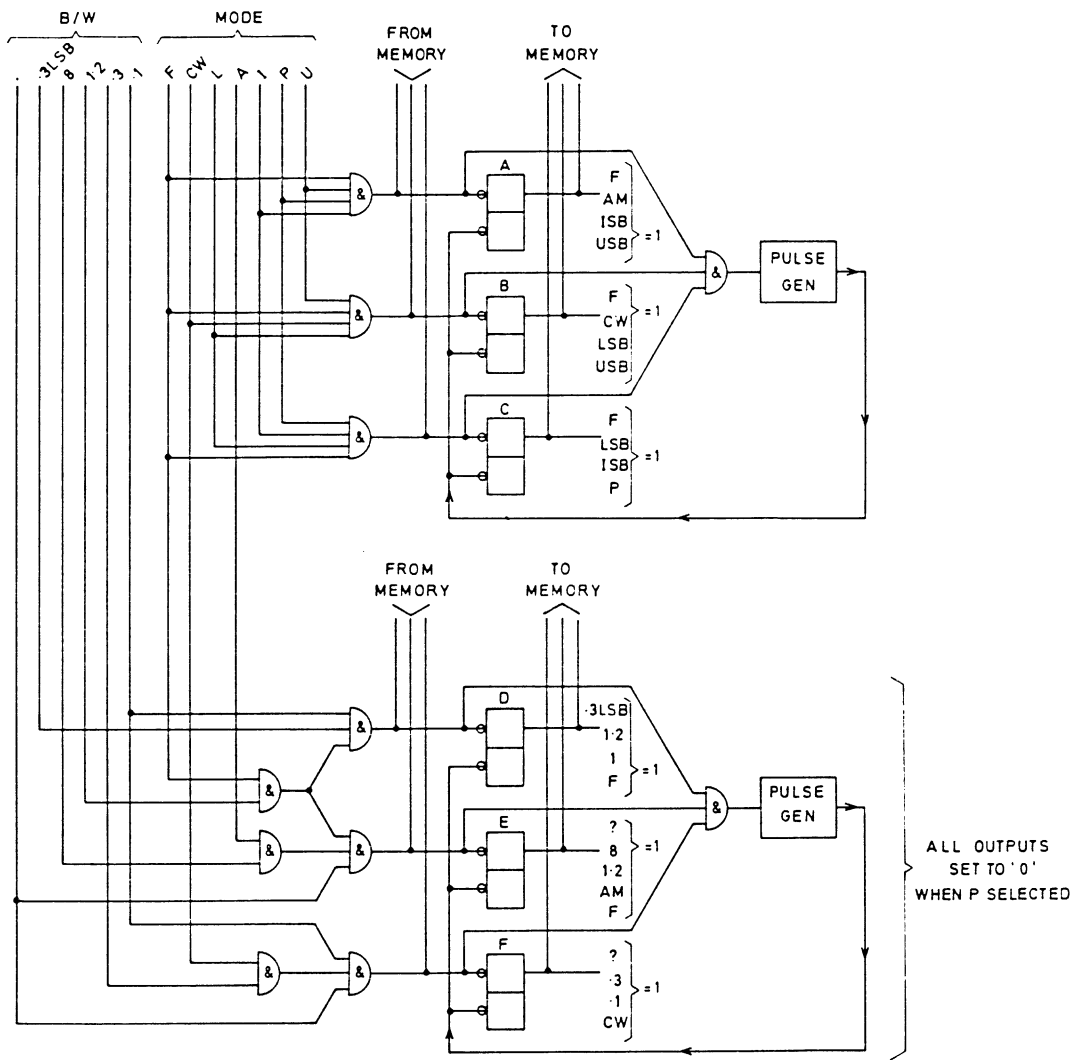 B/W
MODE
FROM
MEMORY
TO
MEMORY
. ·3LSB 8 1·2 ·3 ·1
F CW L A I P U
&
A
F
AM
ISB
USB
=1
&
PULSE
GEN
&
B
F
CW
LSB
USB
=1
&
C
F
LSB
ISB
P
=1
FROM
MEMORY
TO
MEMORY
&
D
·3LSB
1·2
1
F
=1
&
&
PULSE
GEN
&
&
E
?
8
1·2
AM
F
=1
ALL OUTPUTS
SET TO '0'
WHEN P SELECTED
&
&
F
?
·3
·1
CW
=1